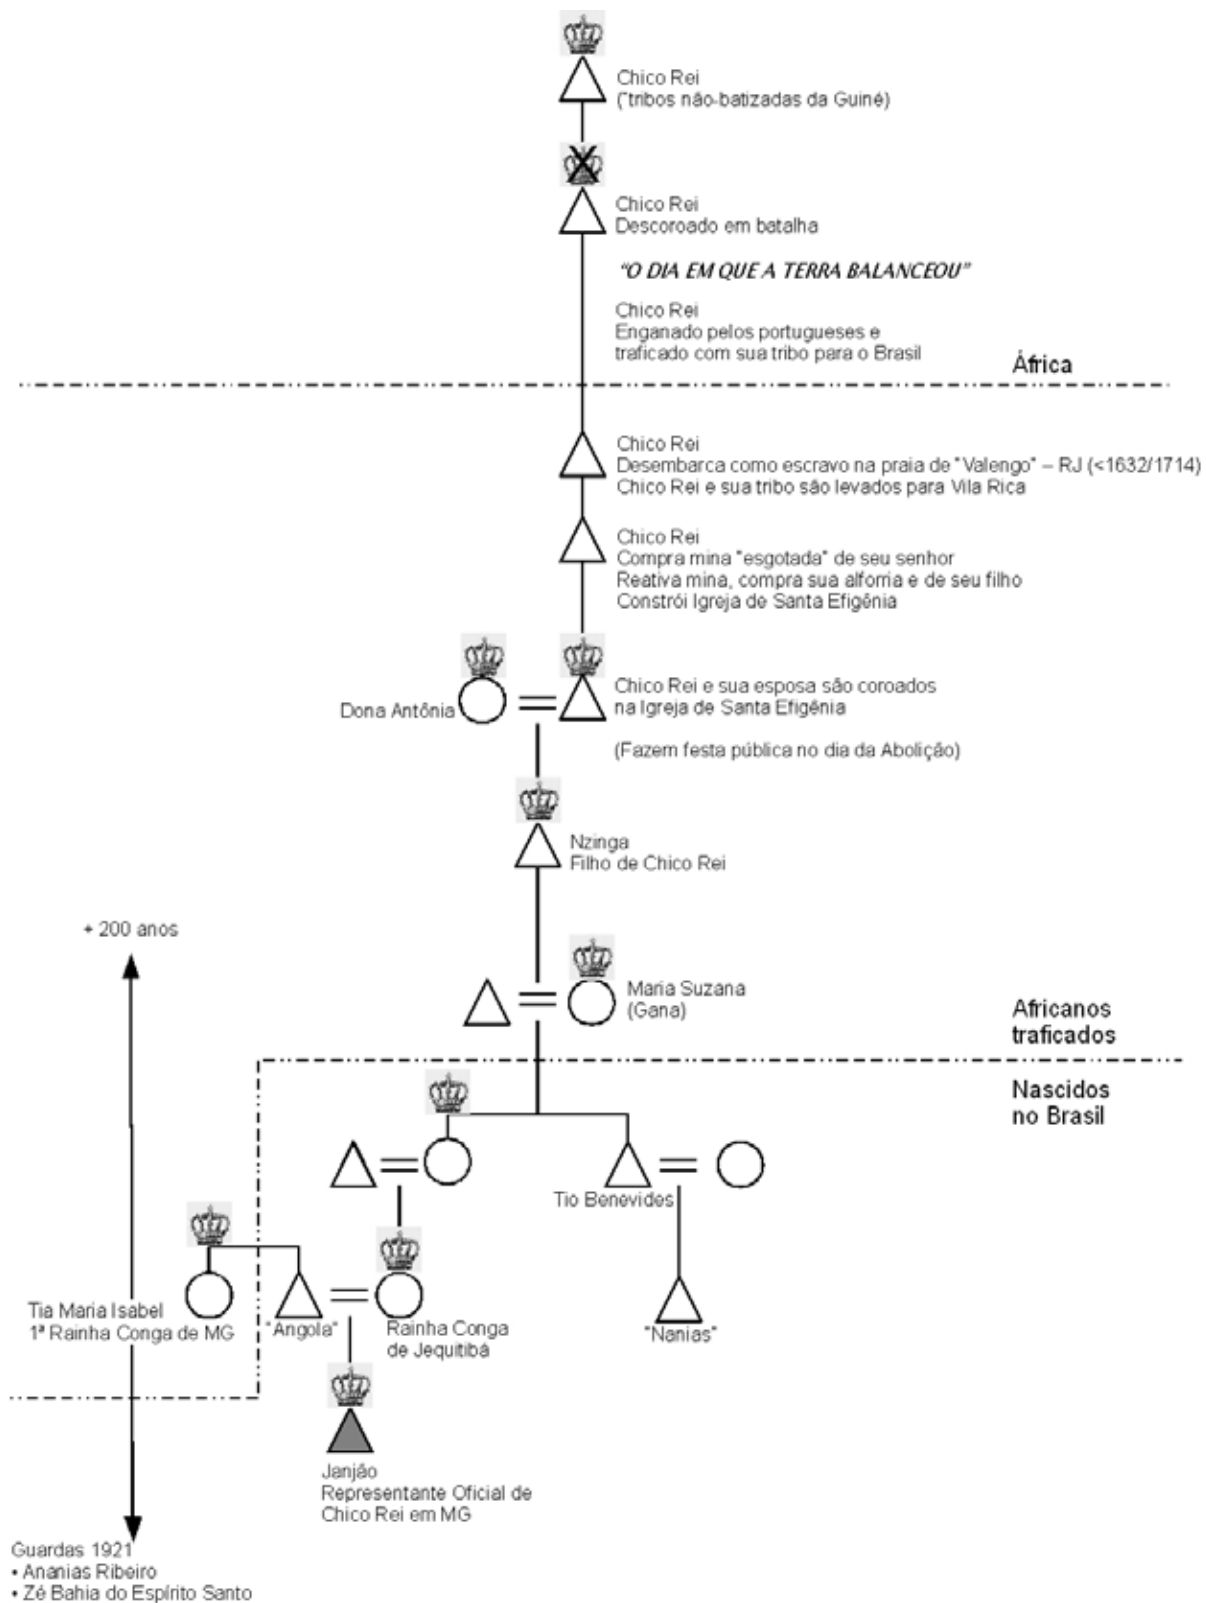 Chico Rei
("tribos não-batizadas da Guiné)
Chico Rei
Descoroado em batalha
"O DIA EM QUE A TERRA BALANCEOU"
Chico Rei
Enganado pelos portugueses e
traficado com sua tribo para o Brasil
África
Chico Rei
Desembarca como escravo na praia de "Valengo" – RJ (<1632/1714)
Chico Rei e sua tribo são levados para Vila Rica
Chico Rei
Compra mina "esgotada" de seu senhor
Reativa mina, compra sua alforria e de seu filho
Constrói Igreja de Santa Efigênia
Dona Antônia
Chico Rei e sua esposa são coroados
na Igreja de Santa Efigênia
(Fazem festa pública no dia da Abolição)
Nzinga
Filho de Chico Rei
+ 200 anos
Maria Suzana
(Gana)
Africanos
traficados
Nascidos
no Brasil
Tio Benevides
Tia Maria Isabel
1ª Rainha Conga de MG
"Angola"
Rainha Conga
de Jequitibá
"Nanias"
Janjão
Representante Oficial de
Chico Rei em MG
Guardas 1921
• Ananias Ribeiro
• Zé Bahia do Espírito Santo